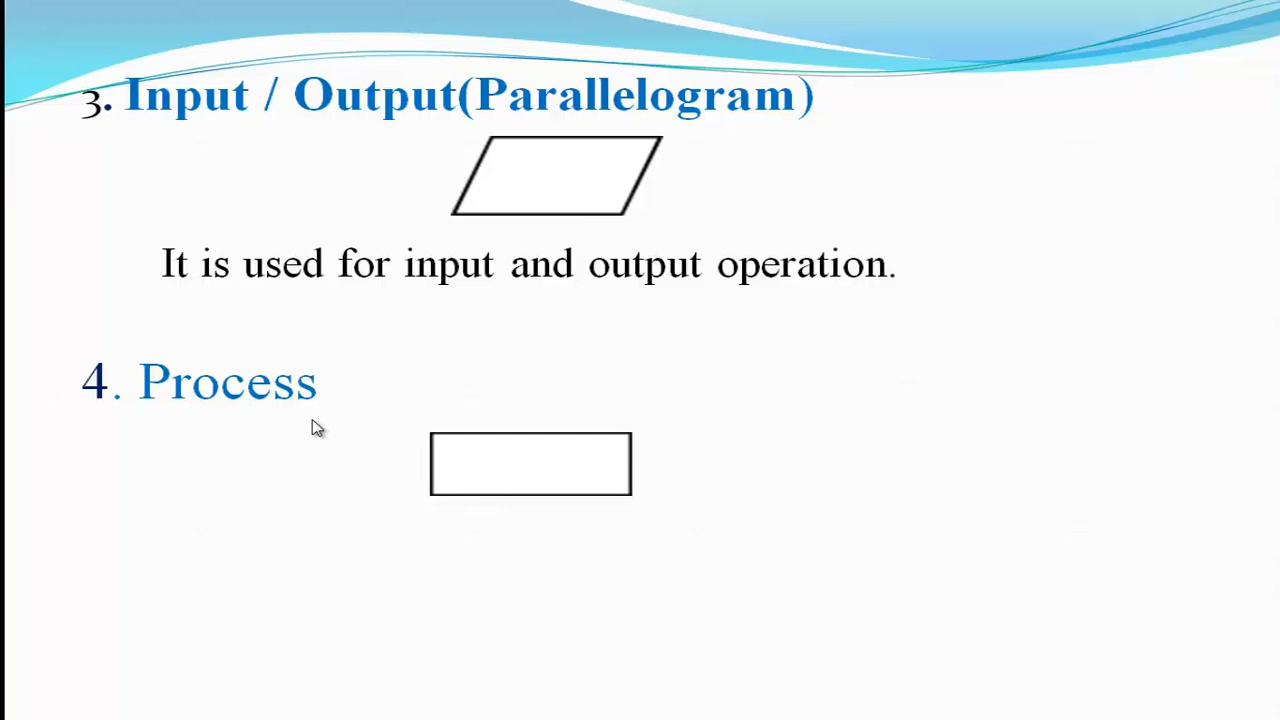 3. Input / Output(Parallelogram)
It is used for input and output operation.
4. Process